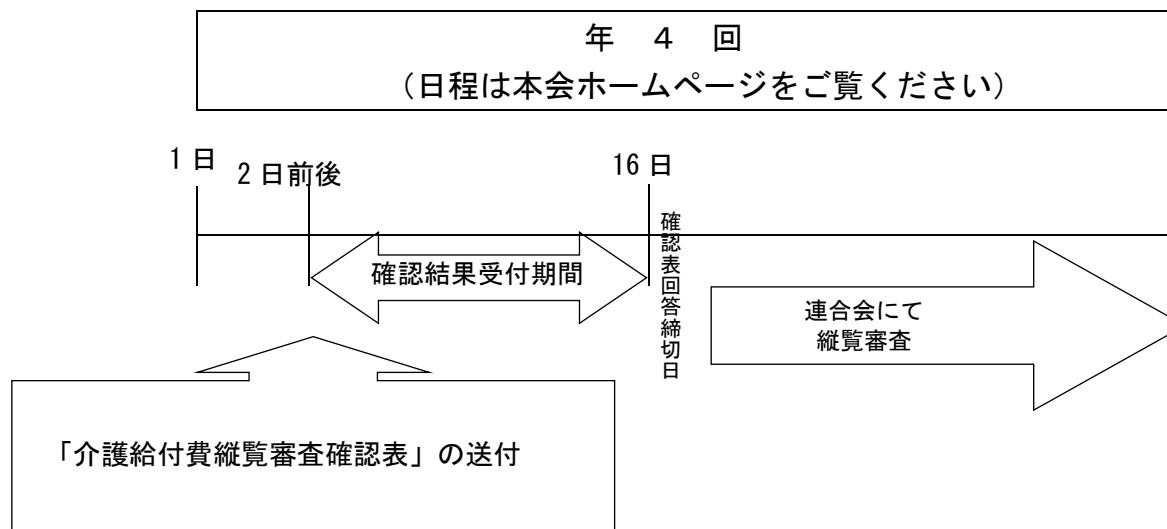 年　４　回
（日程は本会ホームページをご覧ください）
1 日
2 日前後
16 日
確認表回答締切日
確認結果受付期間
連合会にて
縦覧審査
「介護給付費縦覧審査確認表」の送付